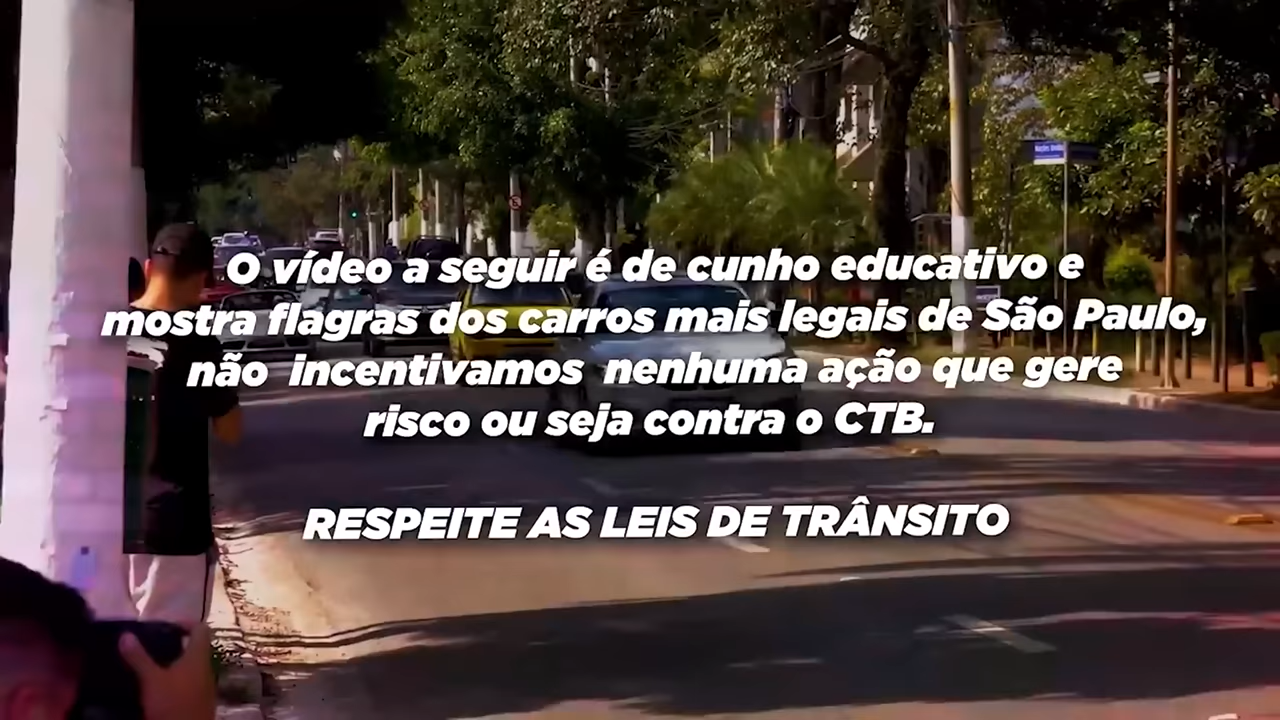 O vídeo a seguir é de cunho educativo e
mostra flagras dos carros mais legais de São Paulo,
não incentivamos nenhuma ação que gere
risco ou seja contra o CTB.
RESPEITE AS LEIS DE TRÂNSITO